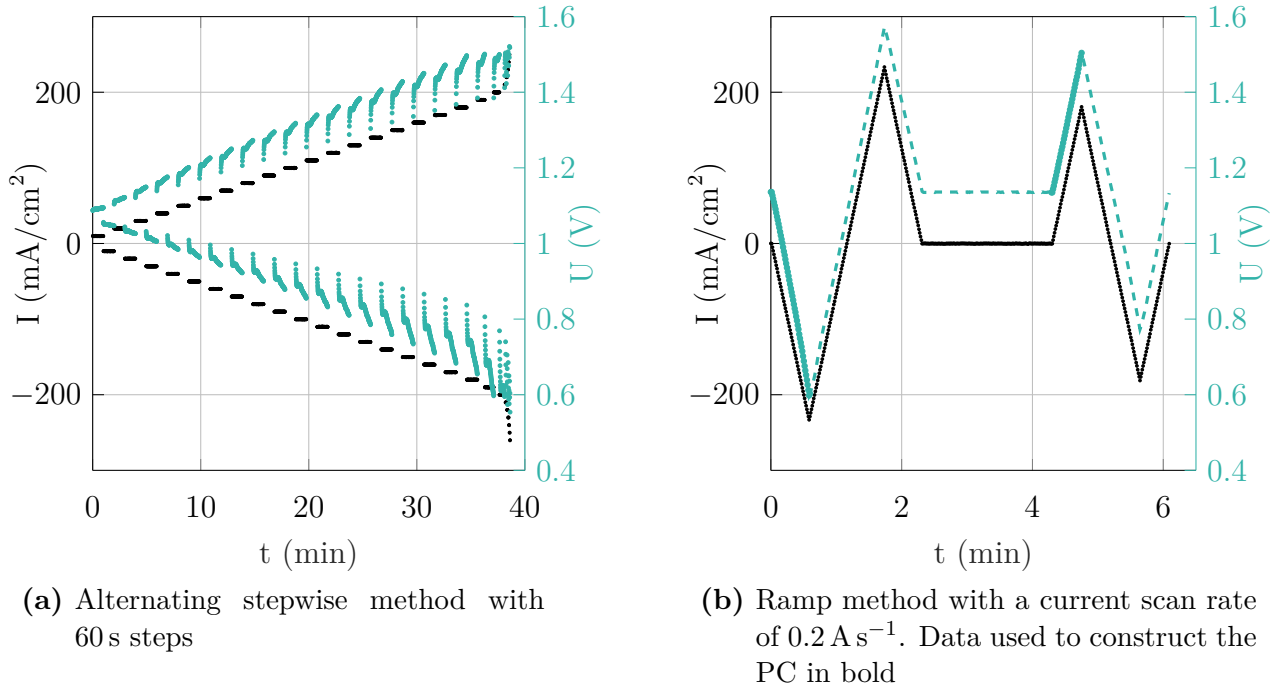 1.6
1.4
1.2
1
0.8
0.6
0.4
200
0
−200
I (mA/cm²)
U (V)
0 10 20 30 40
t (min)
(a) Alternating stepwise method with
60 s steps
1.6
1.4
1.2
1
0.8
0.6
0.4
200
0
−200
I (mA/cm²)
U (V)
0 2 4 6
t (min)
(b) Ramp method with a current scan rate
of 0.2 A s⁻¹. Data used to construct the
PC in bold